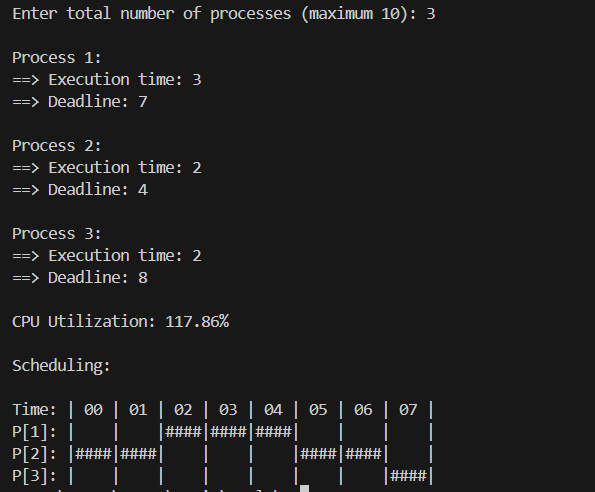 Enter total number of processes (maximum 10): 3
Process 1:
==> Execution time: 3
==> Deadline: 7
Process 2:
==> Execution time: 2
==> Deadline: 4
Process 3:
==> Execution time: 2
==> Deadline: 8
CPU Utilization: 117.86%
Scheduling:
Time: | 00 | 01 | 02 | 03 | 04 | 05 | 06 | 07 |
P[1]: |    |    |####|####|####|    |    |    |
P[2]: |####|####|    |    |    |####|####|    |
P[3]: |    |    |    |    |    |    |    |####|